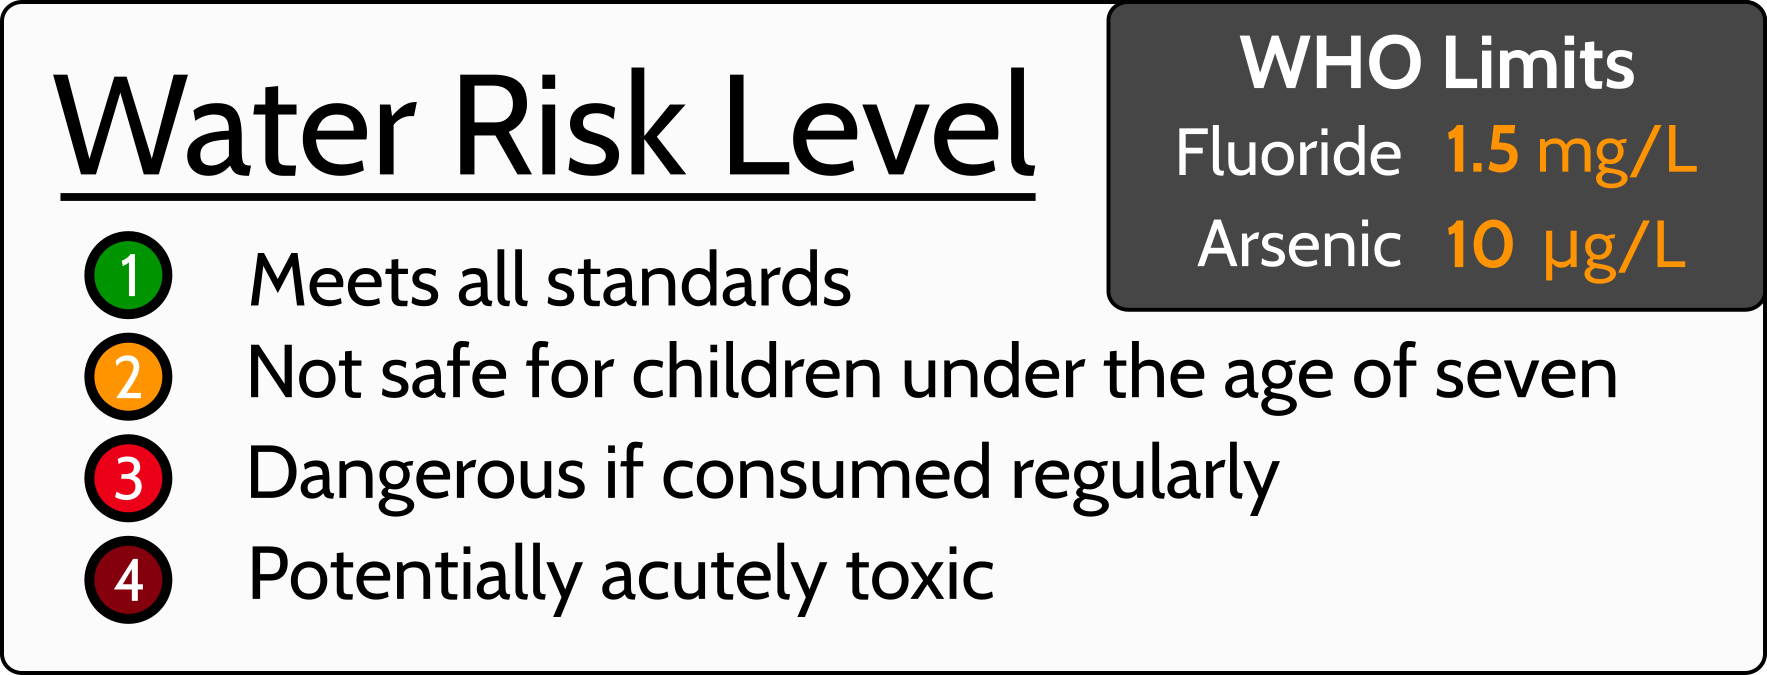 Water Risk Level
WHO Limits
Fluoride 1.5 mg/L
Arsenic 10 µg/L
1 Meets all standards
2 Not safe for children under the age of seven
3 Dangerous if consumed regularly
4 Potentially acutely toxic